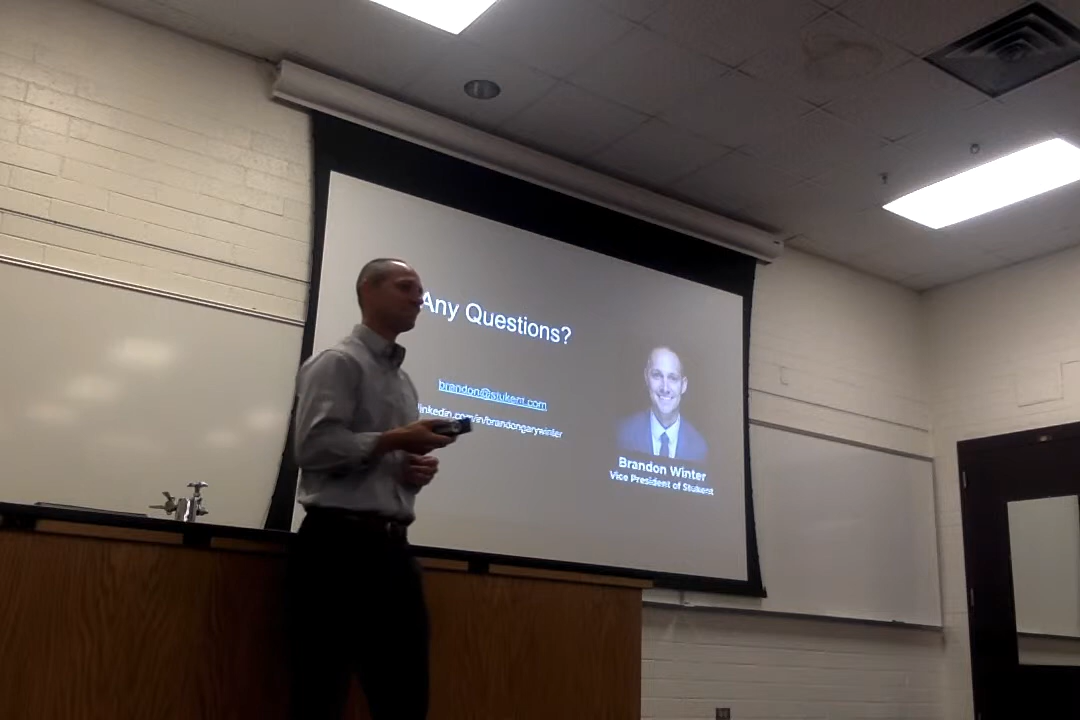 Any Questions?
brandon@stukent.com
linkedin.com/in/brandongarywinter
Brandon Winter
Vice President of Stukent